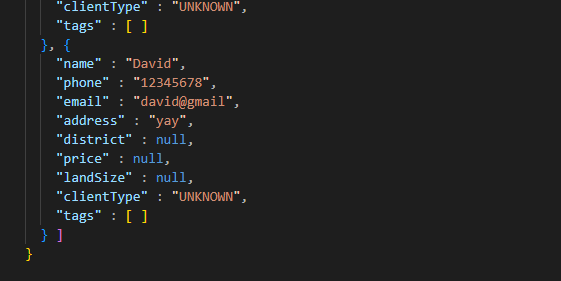 "clientType" : "UNKNOWN",
"tags" : [ ]
}, {
"name" : "David",
"phone" : "12345678",
"email" : "david@gmail",
"address" : "yay",
"district" : null,
"price" : null,
"landSize" : null,
"clientType" : "UNKNOWN",
"tags" : [ ]
} ]
}